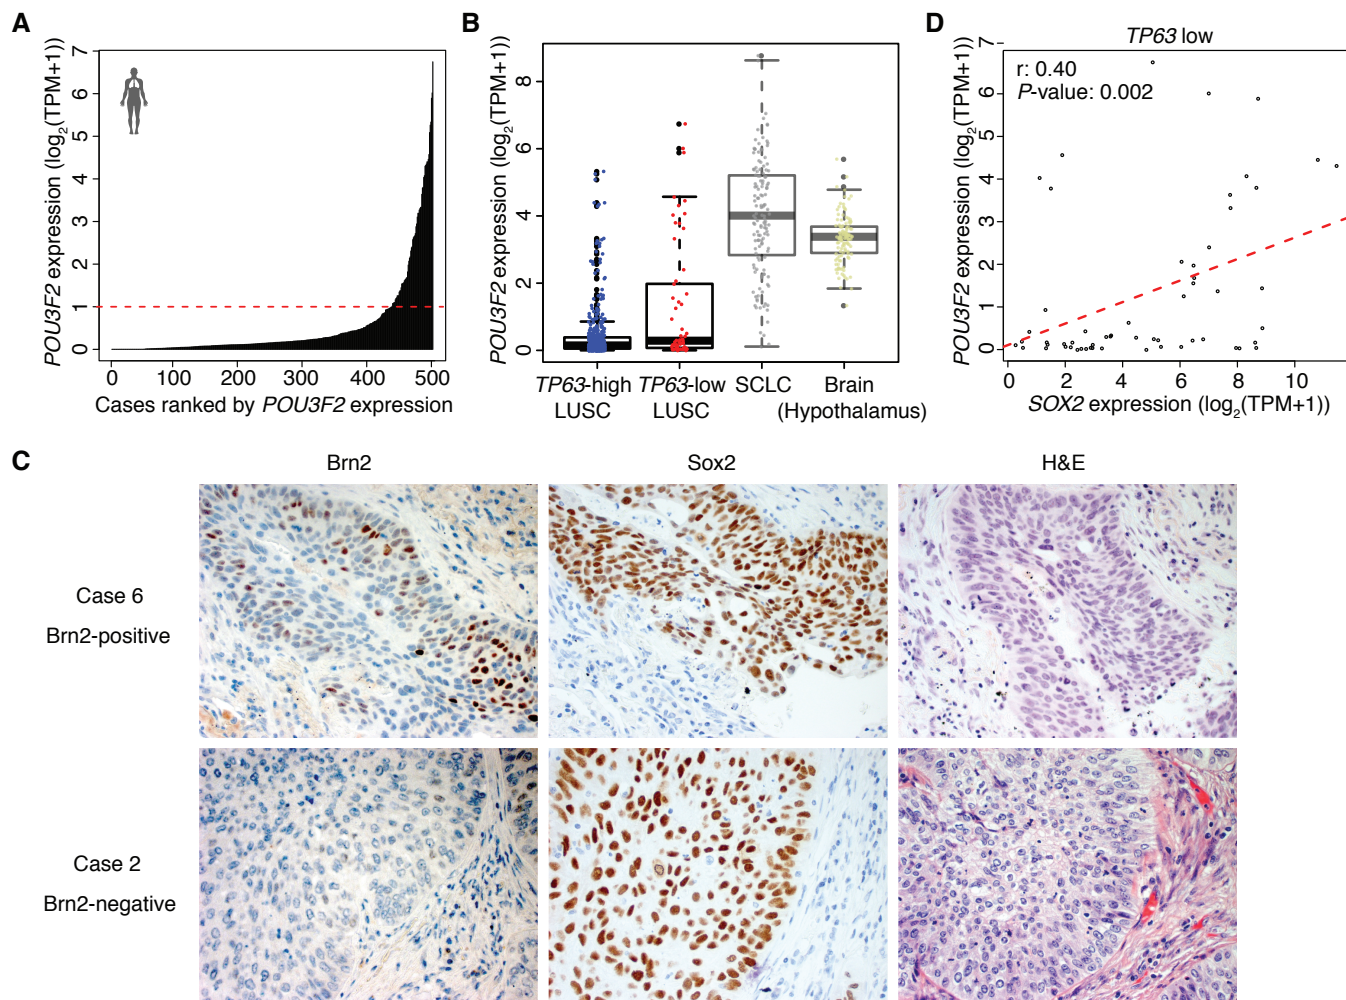 A
POU3F2 expression (log2(TPM+1))
7
6
5
4
3
2
1
0
0 100 200 300 400 500
Cases ranked by POU3F2 expression
B
POU3F2 expression (log2(TPM+1))
8
6
4
2
0
TP63-high
LUSC
TP63-low
LUSC
SCLC
Brain
(Hypothalamus)
D
TP63 low
r: 0.40
P-value: 0.002
POU3F2 expression (log2(TPM+1))
7
6
5
4
3
2
1
0
0 2 4 6 8 10
SOX2 expression (log2(TPM+1))
C
Brn2 Sox2 H&E
Case 6
Brn2-positive
Case 2
Brn2-negative